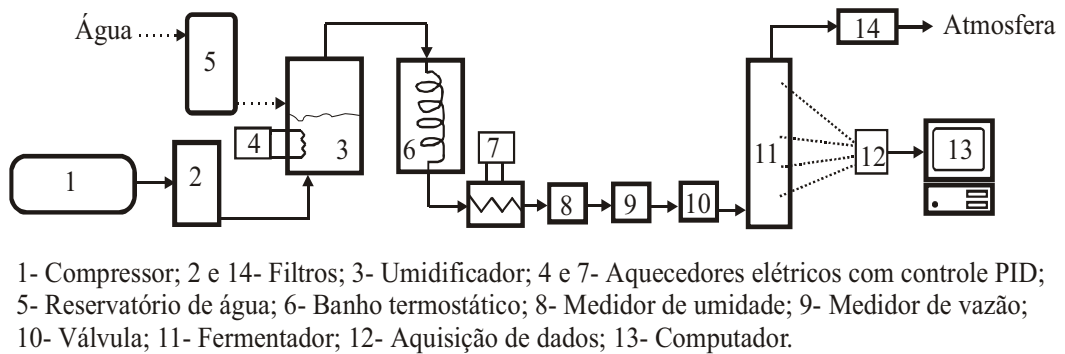 Água
5
4
3
1
2
6
7
8
9
10
11
14
Atmosfera
12
13
1- Compressor; 2 e 14- Filtros; 3- Umidificador; 4 e 7- Aquecedores elétricos com controle PID;
5- Reservatório de água; 6- Banho termostático; 8- Medidor de umidade; 9- Medidor de vazão;
10- Válvula; 11- Fermentador; 12- Aquisição de dados; 13- Computador.